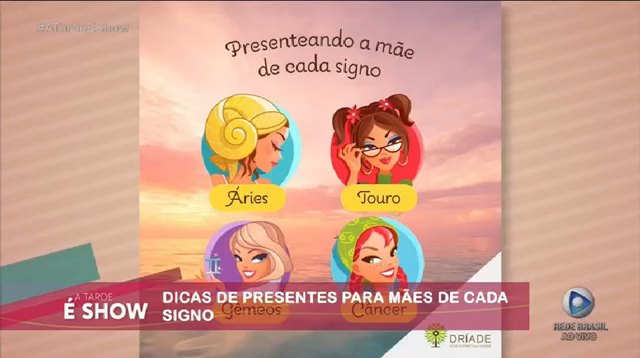 Presenteando a mãe
de cada signo
Áries
Touro
Gêmeos
Câncer
A TARDE
É SHOW
DICAS DE PRESENTES PARA MÃES DE CADA
SIGNO
DRÍADE
REDE BRASIL
AO VIVO